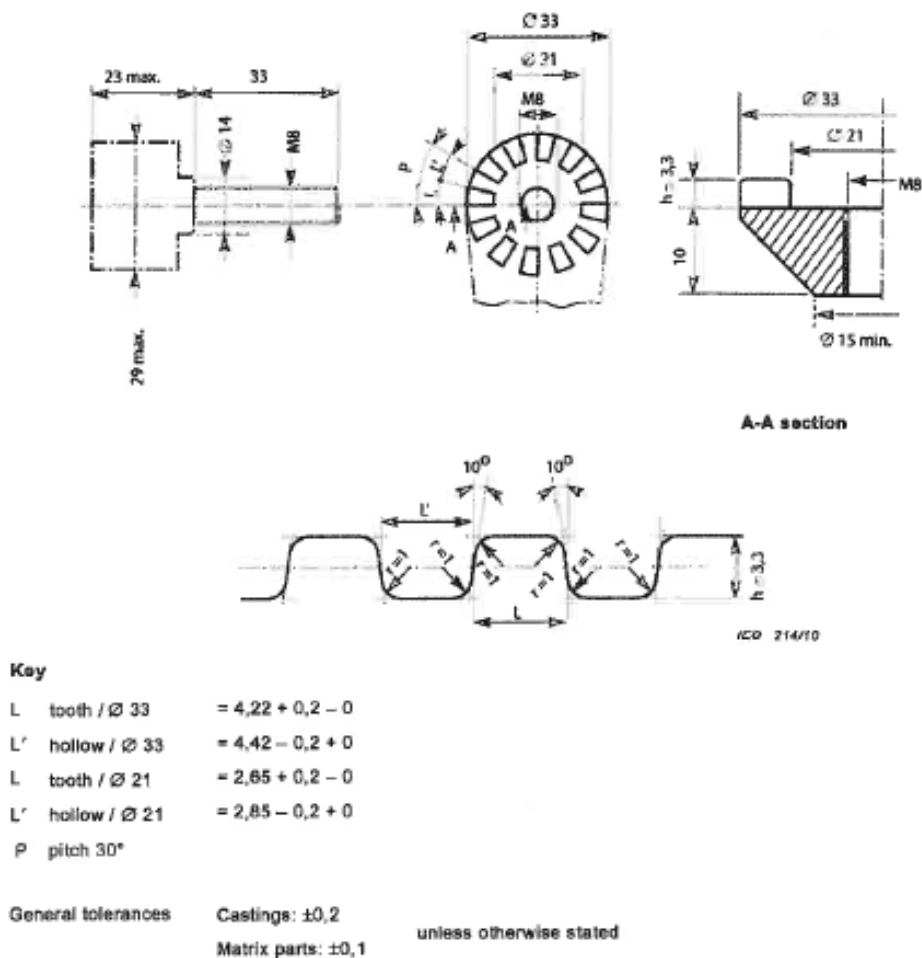 Ø 33
23 max.
33
Ø 21
M8
Ø 14
M8
P
L'
L
A
A
29 max.
Ø 33
Ø 21
M8
h = 3,3
10
Ø 15 min.
A-A section
10°
10°
L'
r = 1
r = 1
r = 1
r = 1
r = 1
r = 1
h = 3,3
L
214/10
Key
L tooth / Ø 33 = 4,22 + 0,2 – 0
L' hollow / Ø 33 = 4,42 – 0,2 + 0
L tooth / Ø 21 = 2,65 + 0,2 – 0
L' hollow / Ø 21 = 2,85 – 0,2 + 0
P pitch 30°
General tolerances Castings: ±0,2
unless otherwise stated
Matrix parts: ±0,1